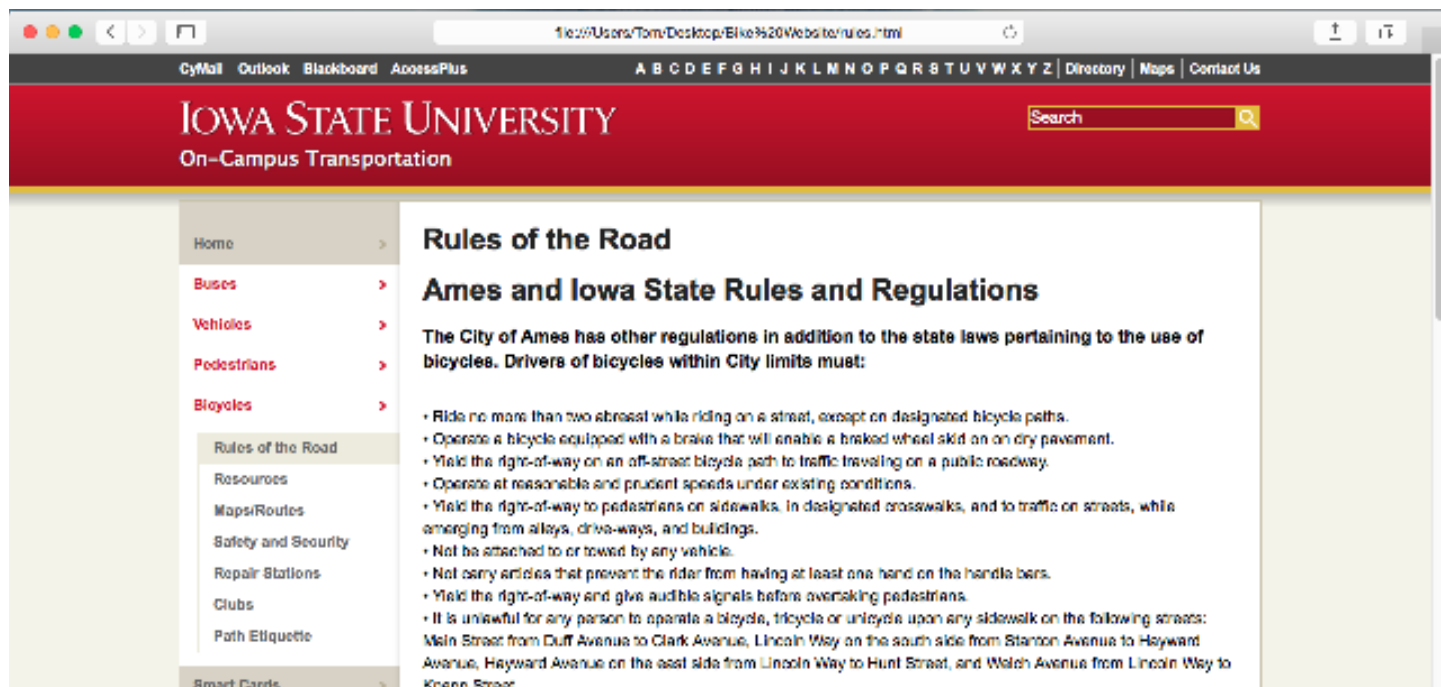 file:///Users/Tom/Desktop/Bike%20Website/rules.html
CyMail Outlook Blackboard AccessPlus
A B C D E F G H I J K L M N O P Q R S T U V W X Y Z | Directory | Maps | Contact Us
IOWA STATE UNIVERSITY
Search
On-Campus Transportation
Home
Buses
Vehicles
Pedestrians
Bicycles
Rules of the Road
Resources
Maps/Routes
Safety and Security
Repair Stations
Clubs
Path Etiquette
Smart Cards
Rules of the Road
Ames and Iowa State Rules and Regulations
The City of Ames has other regulations in addition to the state laws pertaining to the use of
bicycles. Drivers of bicycles within City limits must:
• Ride no more than two abreast while riding on a street, except on designated bicycle paths.
• Operate a bicycle equipped with a brake that will enable a braked wheel skid on on dry pavement.
• Yield the right-of-way on an off-street bicycle path to traffic traveling on a public roadway.
• Operate at reasonable and prudent speeds under existing conditions.
• Yield the right-of-way to pedestrians on sidewalks, in designated crosswalks, and to traffic on streets, while
emerging from alleys, drive-ways, and buildings.
• Not be attached to or towed by any vehicle.
• Not carry articles that prevent the rider from having at least one hand on the handle bars.
• Yield the right-of-way and give audible signals before overtaking pedestrians.
• It is unlawful for any person to operate a bicycle, tricycle or unicycle upon any sidewalk on the following streets:
Main Street from Duff Avenue to Clark Avenue, Lincoln Way on the south side from Stanton Avenue to Hayward
Avenue, Hayward Avenue on the east side from Lincoln Way to Hunt Street, and Welch Avenue from Lincoln Way to
Knapp Street